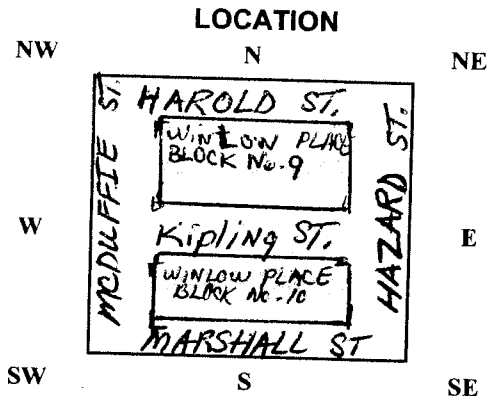 LOCATION
NW N NE
HAROLD ST.
MCDUFFIE ST.
HAZARD ST.
WINLOW PLACE
BLOCK No. 9
W E
Kipling ST.
WINLOW PLACE
BLOCK No - 10
MARSHALL ST
SW S SE